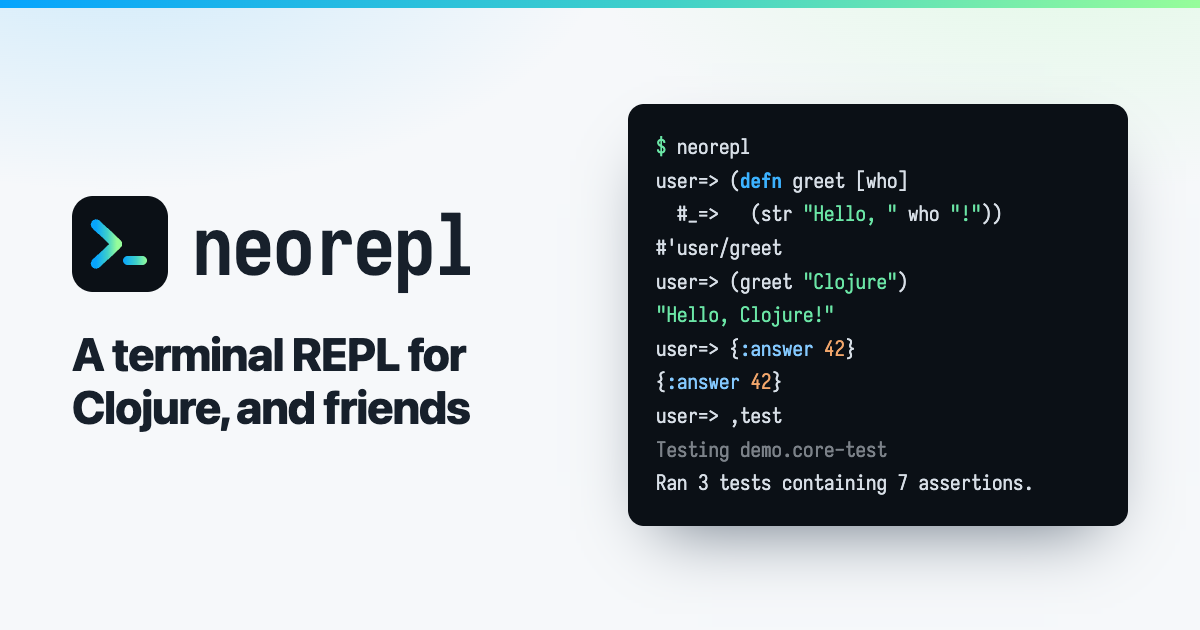 neorepl
A terminal REPL for
Clojure, and friends
$ neorepl
user=> (defn greet [who]
  #_=>   (str "Hello, " who "!"))
#'user/greet
user=> (greet "Clojure")
"Hello, Clojure!"
user=> {:answer 42}
{:answer 42}
user=> ,test
Testing demo.core-test
Ran 3 tests containing 7 assertions.